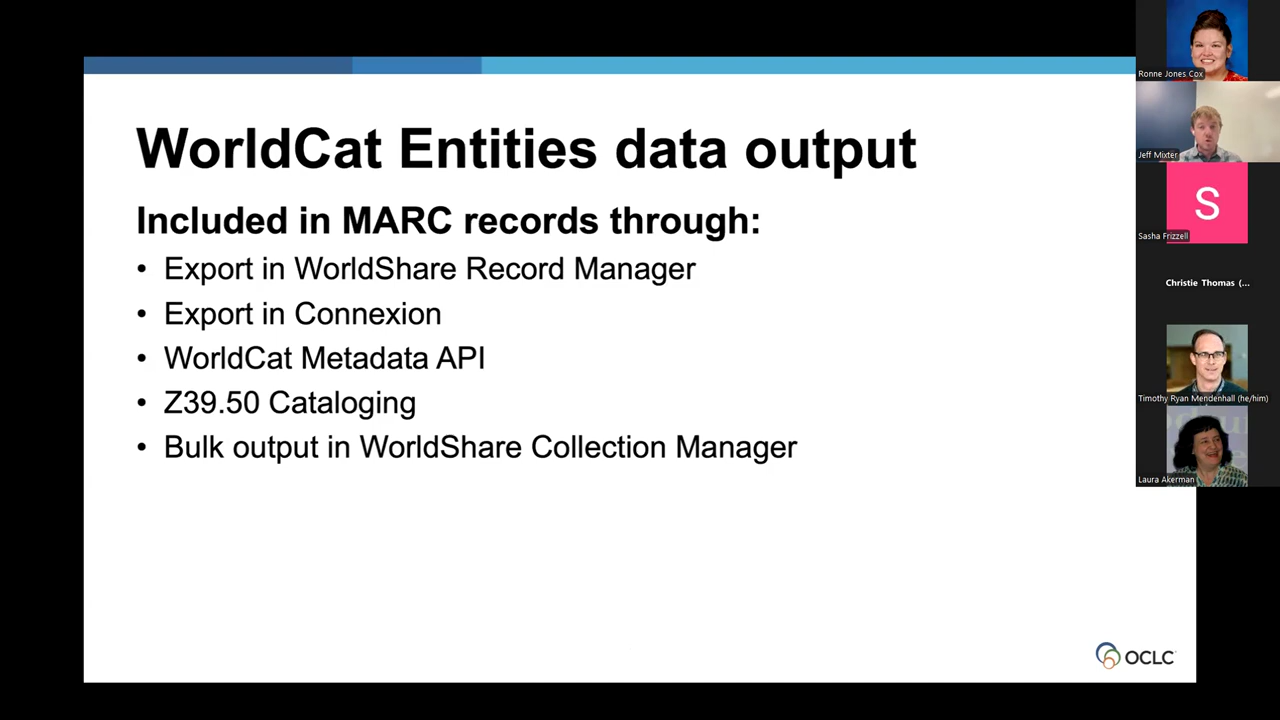 WorldCat Entities data output
Included in MARC records through:
• Export in WorldShare Record Manager
• Export in Connexion
• WorldCat Metadata API
• Z39.50 Cataloging
• Bulk output in WorldShare Collection Manager
OCLC
Ronne Jones Cox
Jeff Mixter
S
Sasha Frizzell
Christie Thomas (...
Timothy Ryan Mendenhall (he/him)
Laura Akerman